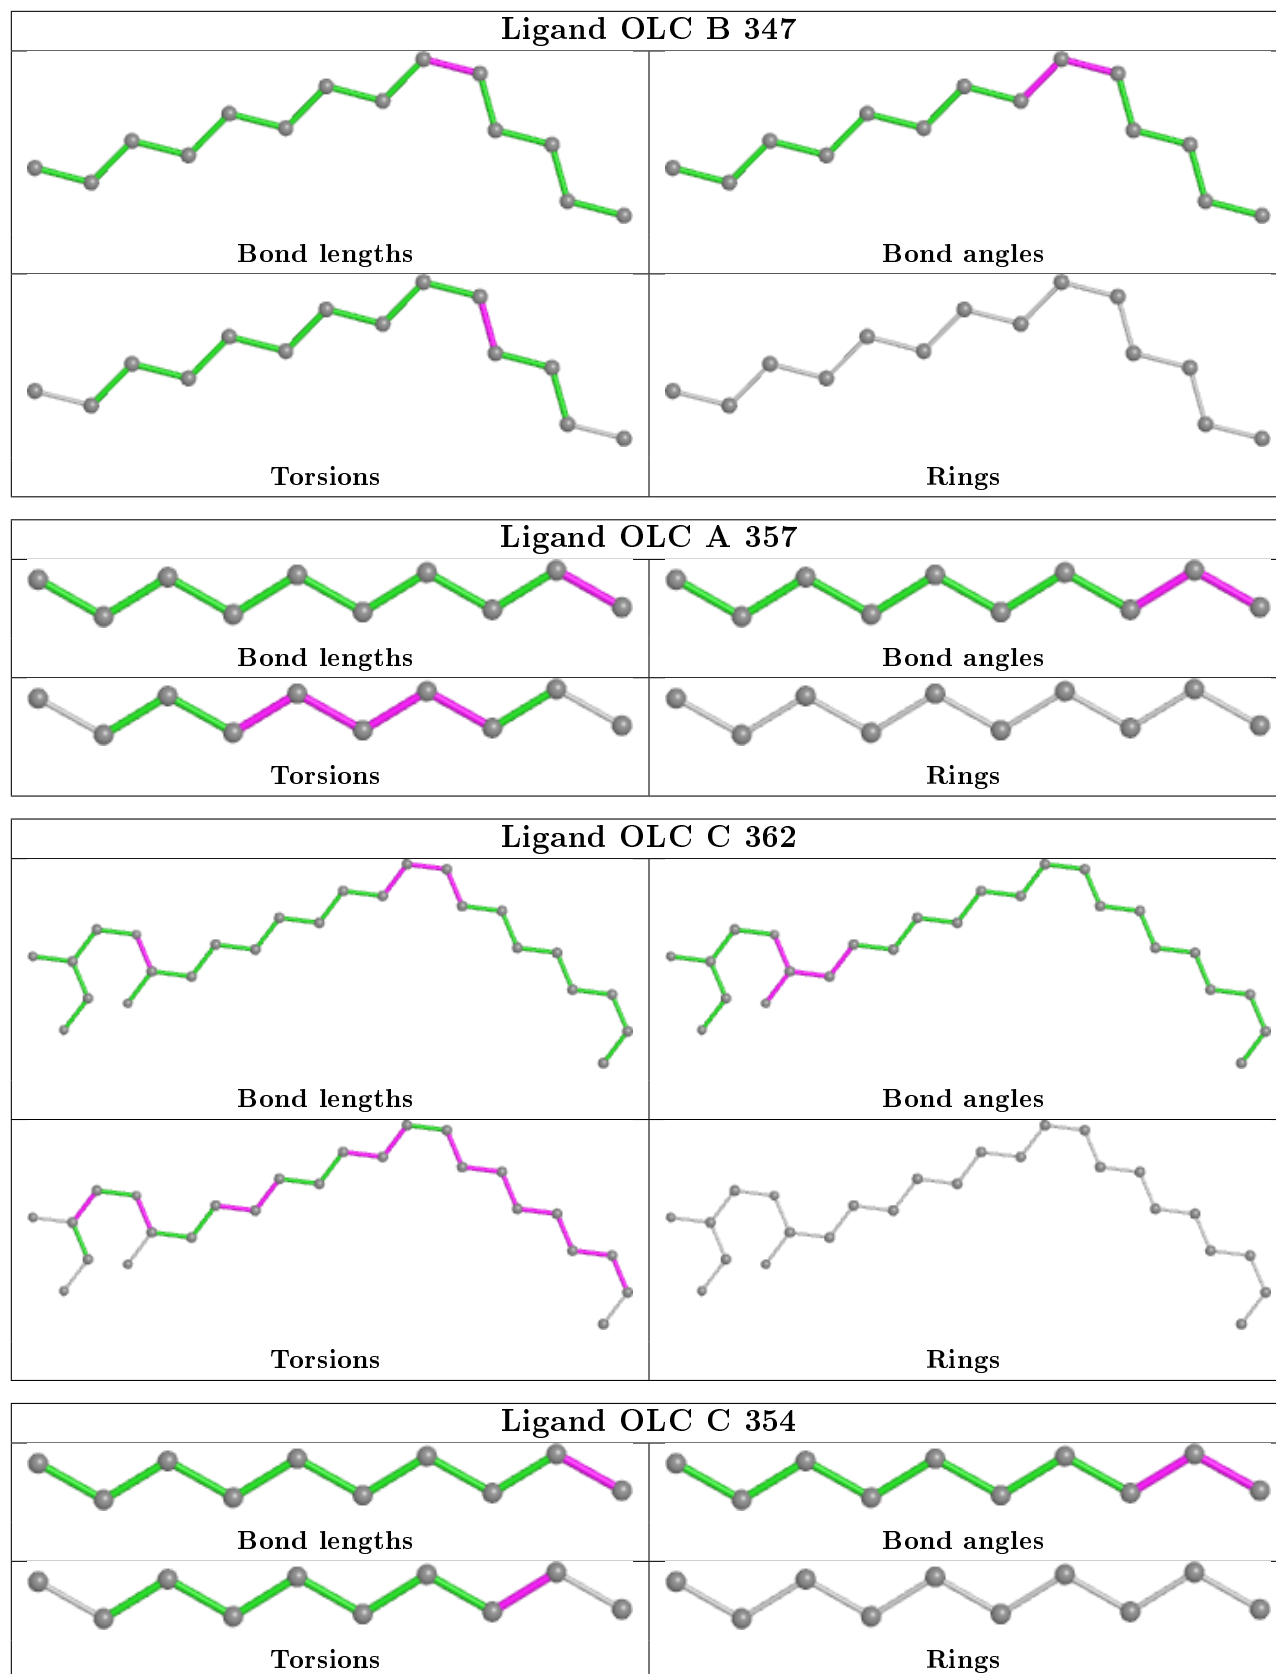 Ligand OLC B 347
Bond lengths
Bond angles
Torsions
Rings
Ligand OLC A 357
Bond lengths
Bond angles
Torsions
Rings
Ligand OLC C 362
Bond lengths
Bond angles
Torsions
Rings
Ligand OLC C 354
Bond lengths
Bond angles
Torsions
Rings